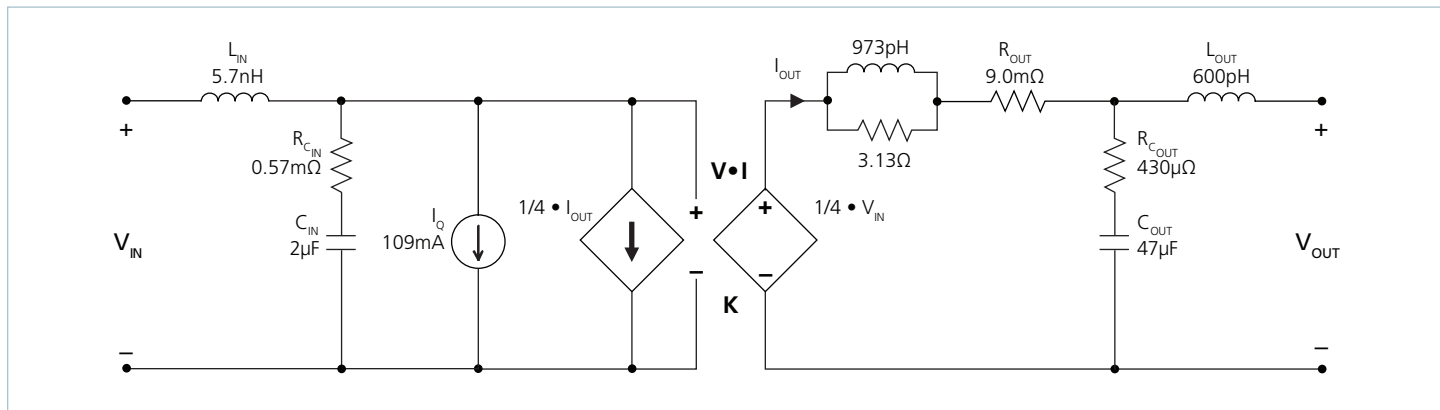 L_IN
5.7nH
+
–
V_IN
R_C_IN
0.57mΩ
C_IN
2µF
I_Q
109mA
1/4 • I_OUT
+
–
V•I
K
+
–
1/4 • V_IN
I_OUT
973pH
3.13Ω
R_OUT
9.0mΩ
R_C_OUT
430µΩ
C_OUT
47µF
L_OUT
600pH
+
–
V_OUT